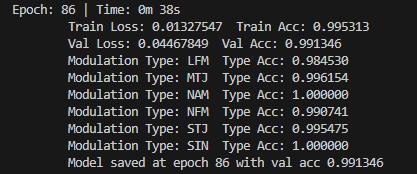 Epoch: 86 | Time: 0m 38s
Train Loss: 0.01327547  Train Acc: 0.995313
Val Loss: 0.04467849  Val Acc: 0.991346
Modulation Type: LFM  Type Acc: 0.984530
Modulation Type: MTJ  Type Acc: 0.996154
Modulation Type: NAM  Type Acc: 1.000000
Modulation Type: NFM  Type Acc: 0.990741
Modulation Type: STJ  Type Acc: 0.995475
Modulation Type: SIN  Type Acc: 1.000000
Model saved at epoch 86 with val acc 0.991346